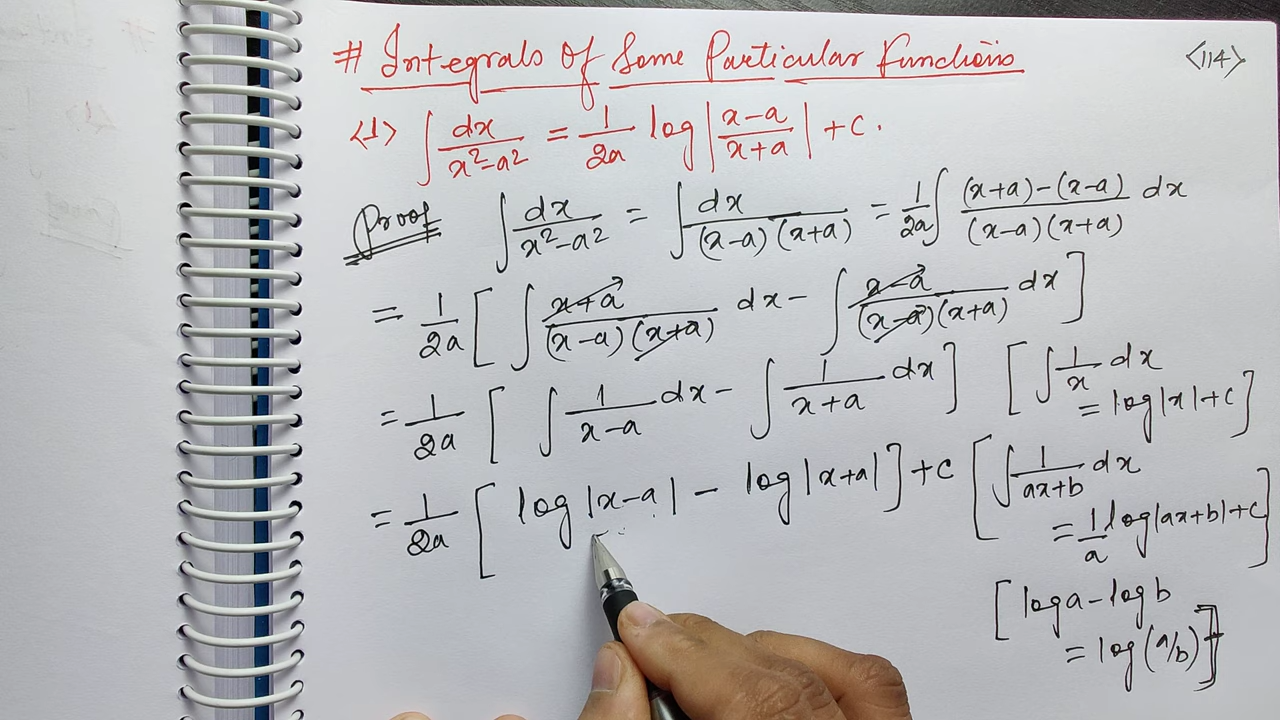 # Integrals Of Some Particular Functions <114>
<1> ∫ dx/(x²-a²) = 1/2a log |(x-a)/(x+a)| + c.
Proof ∫ dx/(x²-a²) = ∫ dx/((x-a)(x+a)) = 1/2a ∫ ((x+a)-(x-a))/((x-a)(x+a)) dx
= 1/2a [ ∫ (x+a)/((x-a)(x+a)) dx - ∫ (x-a)/((x-a)(x+a)) dx ]
= 1/2a [ ∫ 1/(x-a) dx - ∫ 1/(x+a) dx ]
[ ∫ 1/x dx
= log|x|+c ]
= 1/2a [ log|x-a| - log|x+a| ] + c
[ ∫ 1/(ax+b) dx
= 1/a log|ax+b|+c ]
[ log a - log b
= log (a/b) ]